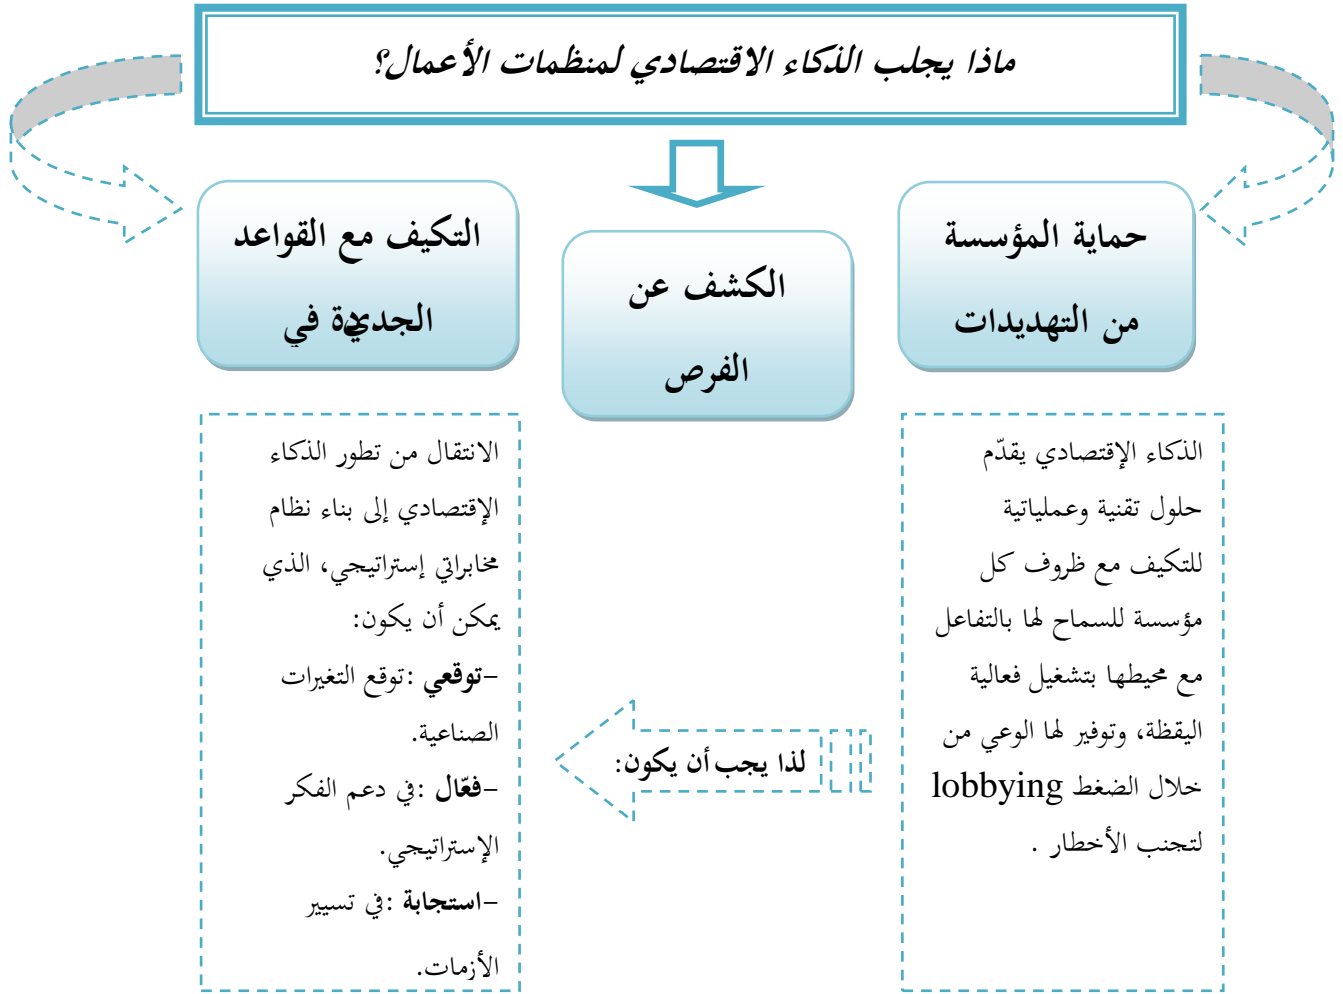 ماذا يجلب الذكاء الاقتصادي لمنظمات الأعمال؟
حماية المؤسسة
من التهديدات
الكشف عن
الفرص
التكيف مع القواعد
الجديدة في
الذكاء الإقتصادي يقدّم
حلول تقنية وعملياتية
للتكيف مع ظروف كل
مؤسسة للسماح لها بالتفاعل
مع محيطها بتشغيل فعالية
اليقظة، وتوفير لها الوعي من
خلال الضغط lobbying
لتجنب الأخطار .
لذا يجب أن يكون:
الانتقال من تطور الذكاء
الإقتصادي إلى بناء نظام
مخابراتي إستراتيجي، الذي
يمكن أن يكون:
-توقعي :توقع التغيرات
الصناعية.
-فعّال :في دعم الفكر
الإستراتيجي.
-استجابة :في تسيير
الأزمات.